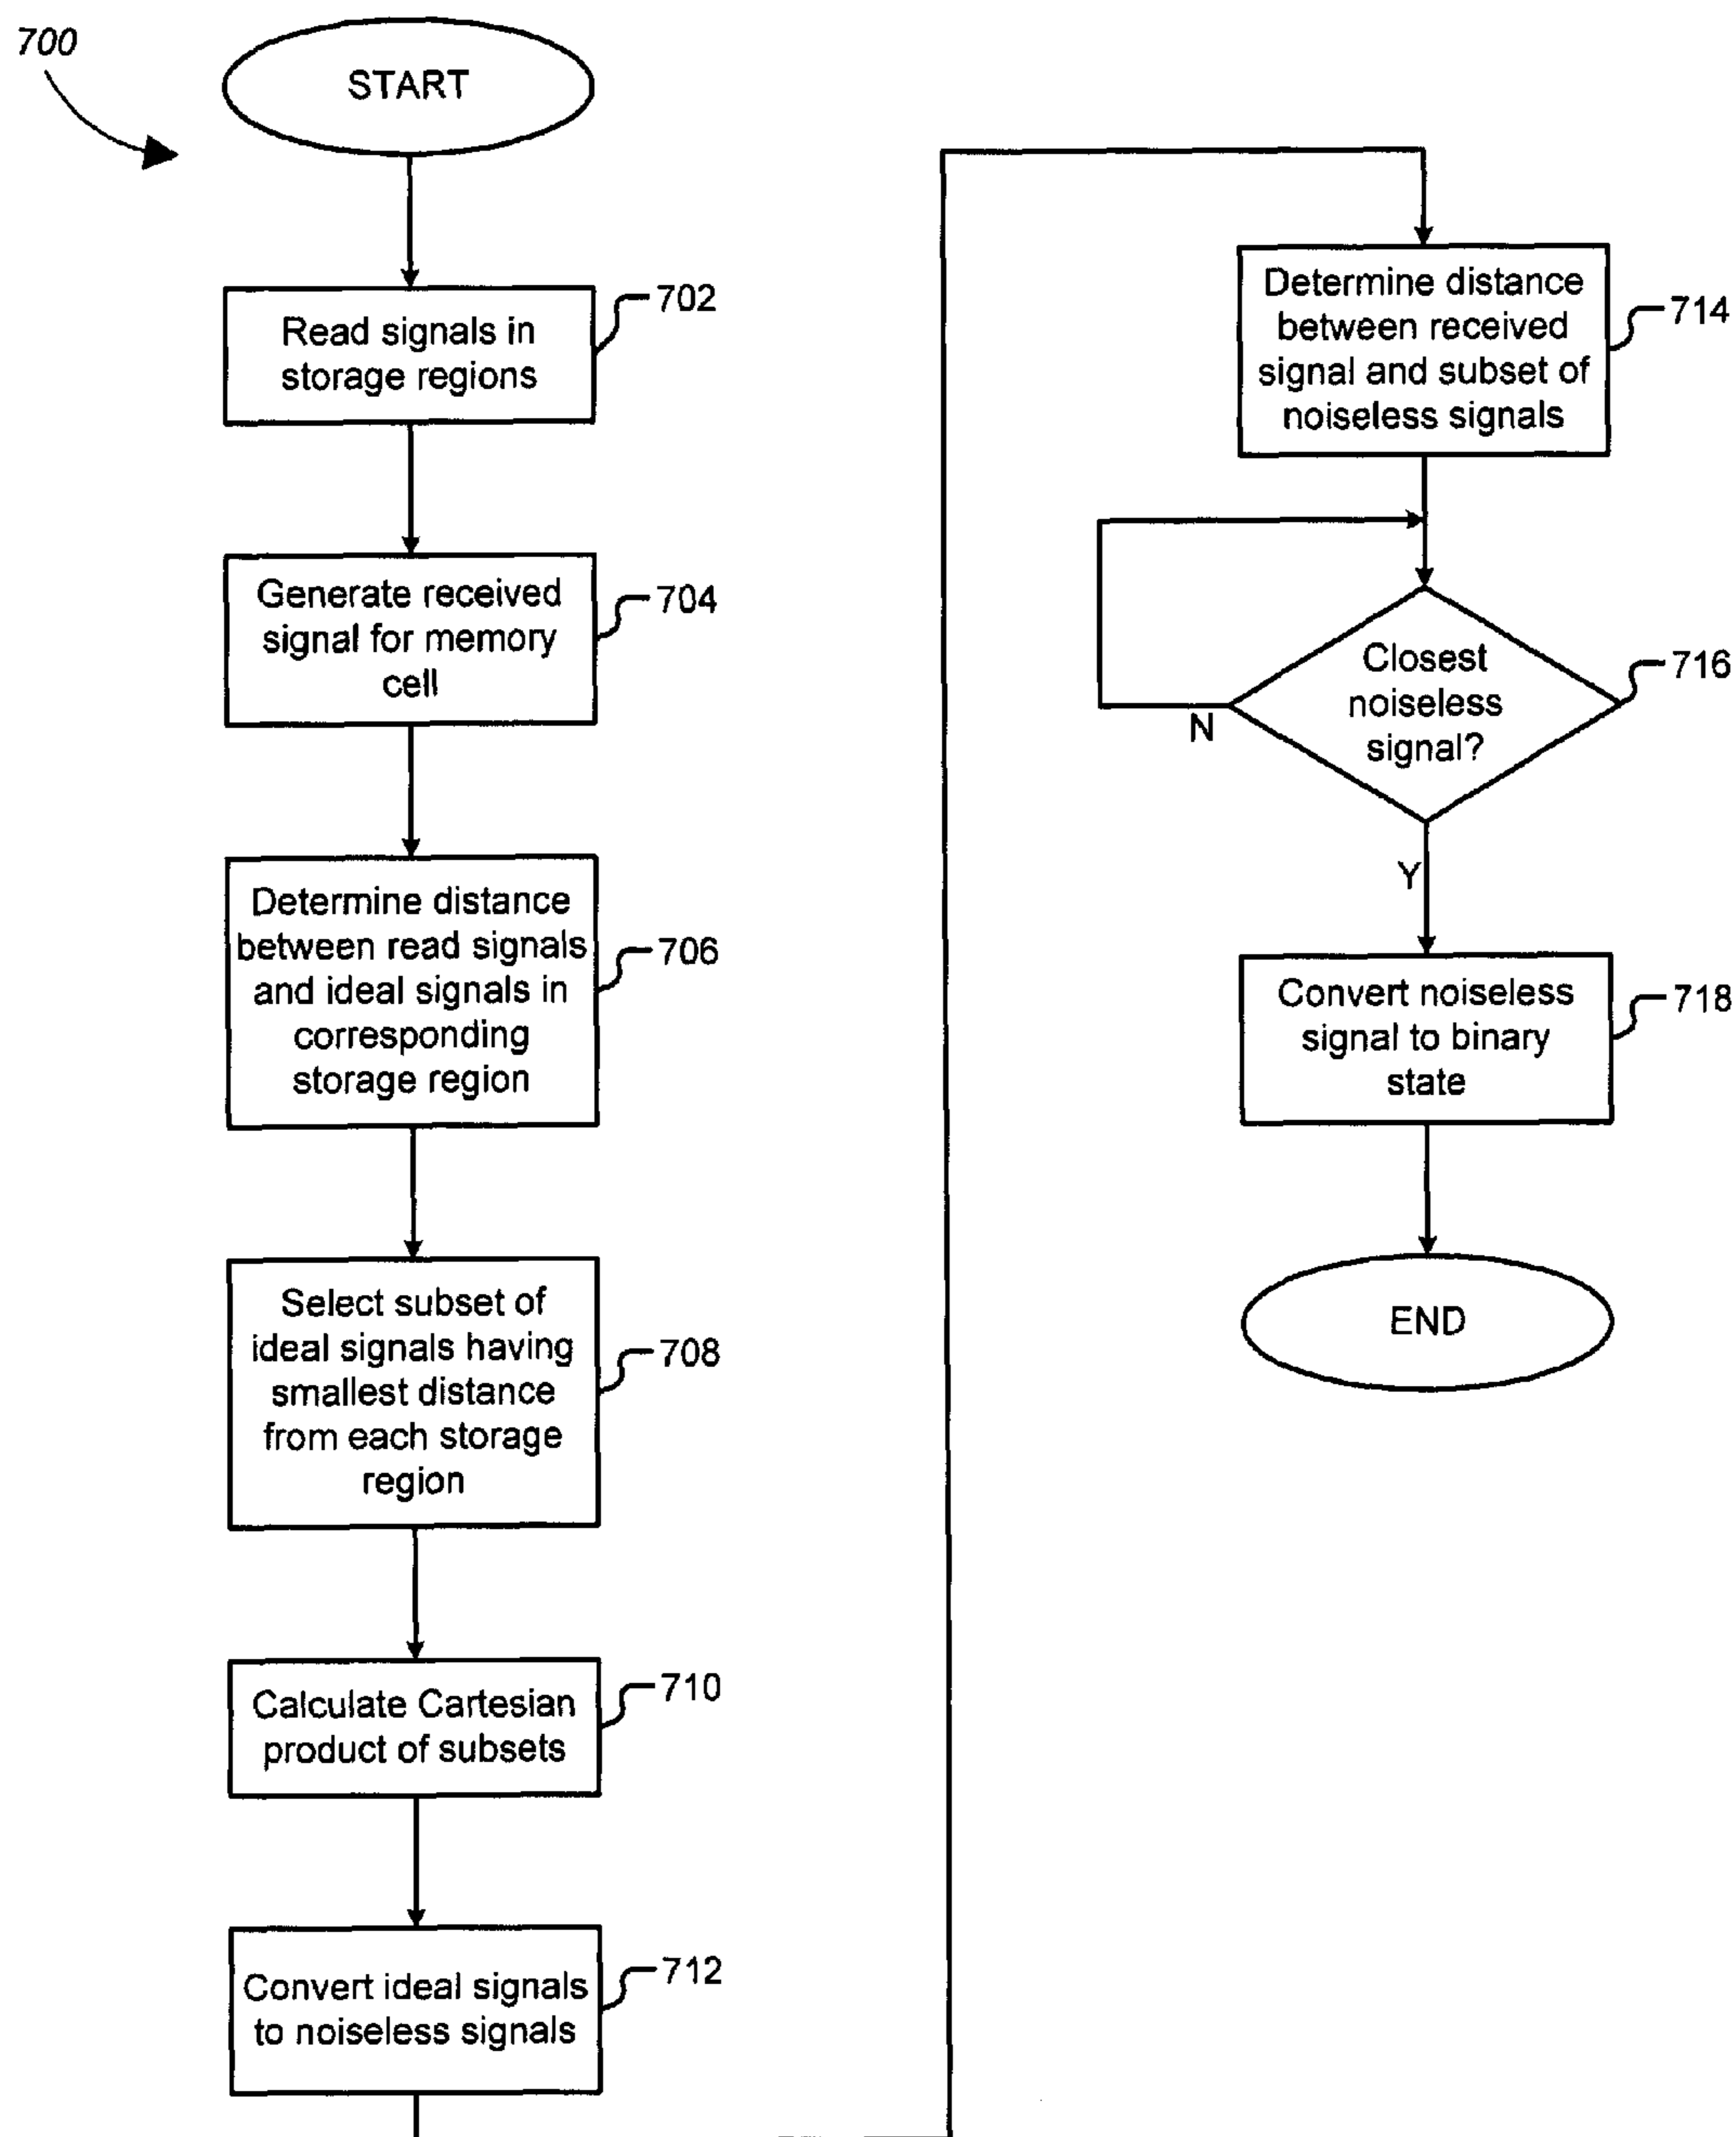 700
START
Read signals in
storage regions
702
Generate received
signal for memory
cell
704
Determine distance
between read signals
and ideal signals in
corresponding
storage region
706
Select subset of
ideal signals having
smallest distance
from each storage
region
708
Calculate Cartesian
product of subsets
710
Convert ideal signals
to noiseless signals
712
Determine distance
between received
signal and subset of
noiseless signals
714
Closest
noiseless
signal?
716
N
Y
Convert noiseless
signal to binary
state
718
END